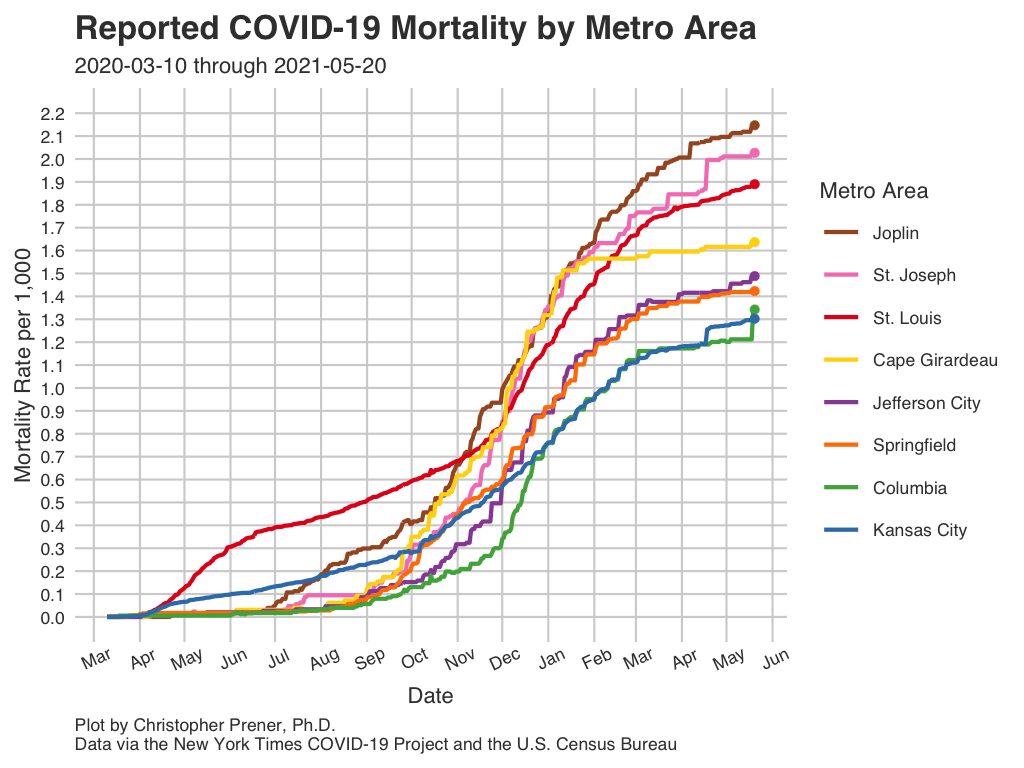 Reported COVID-19 Mortality by Metro Area
2020-03-10 through 2021-05-20
Mortality Rate per 1,000
2.2
2.1
2.0
1.9
1.8
1.7
1.6
1.5
1.4
1.3
1.2
1.1
1.0
0.9
0.8
0.7
0.6
0.5
0.4
0.3
0.2
0.1
0.0
Mar Apr May Jun Jul Aug Sep Oct Nov Dec Jan Feb Mar Apr May Jun
Date
Metro Area
Joplin
St. Joseph
St. Louis
Cape Girardeau
Jefferson City
Springfield
Columbia
Kansas City
Plot by Christopher Prener, Ph.D.
Data via the New York Times COVID-19 Project and the U.S. Census Bureau